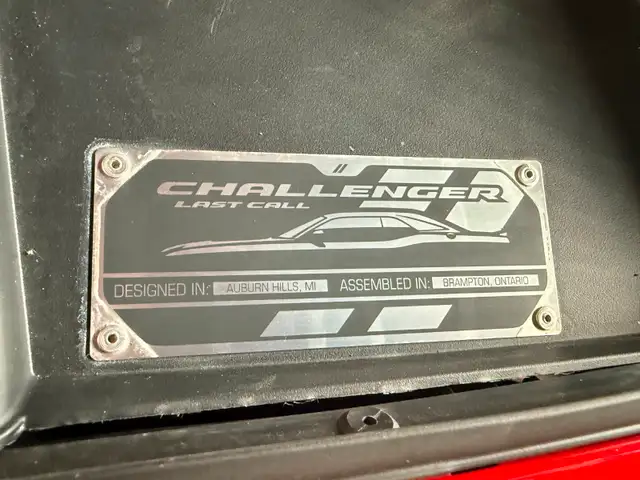 CHALLENGER
LAST CALL
DESIGNED IN: AUBURN HILLS, MI ASSEMBLED IN: BRAMPTON, ONTARIO